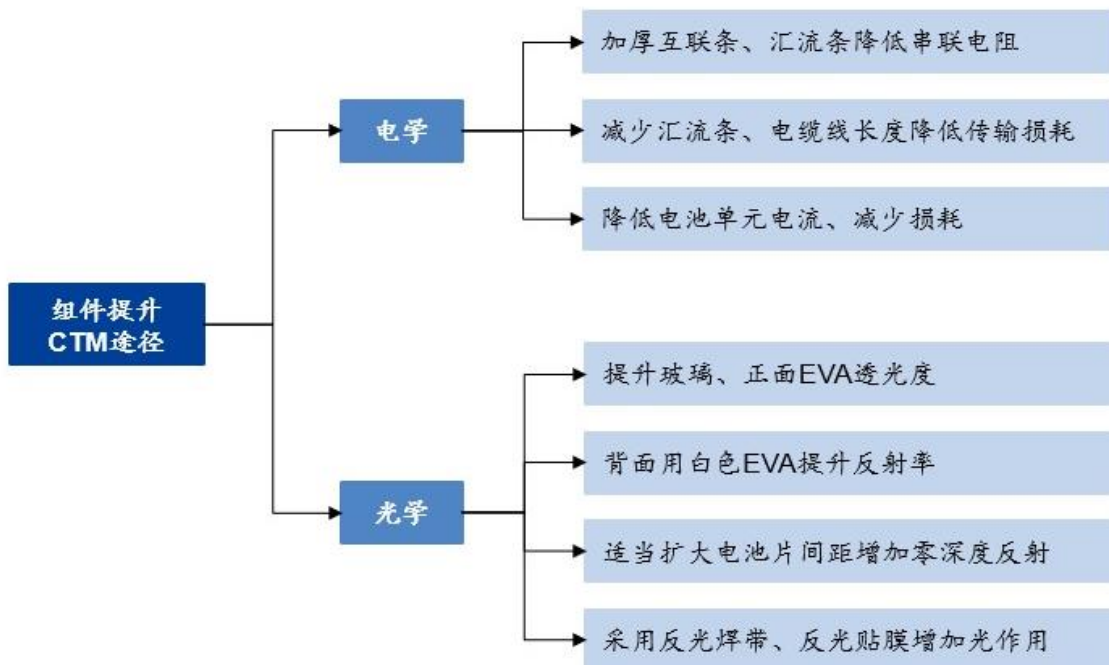 组件提升
CTM途径
电学
加厚互联条、汇流条降低串联电阻
减少汇流条、电缆线长度降低传输损耗
降低电池单元电流、减少损耗
光学
提升玻璃、正面EVA透光度
背面用白色EVA提升反射率
适当扩大电池片间距增加零深度反射
采用反光焊带、反光贴膜增加光作用